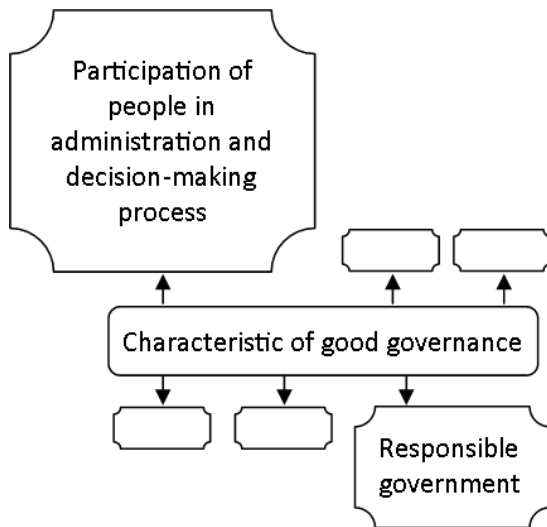 Participation of
people in
administration and
decision-making
process
Characteristic of good governance
Responsible
government